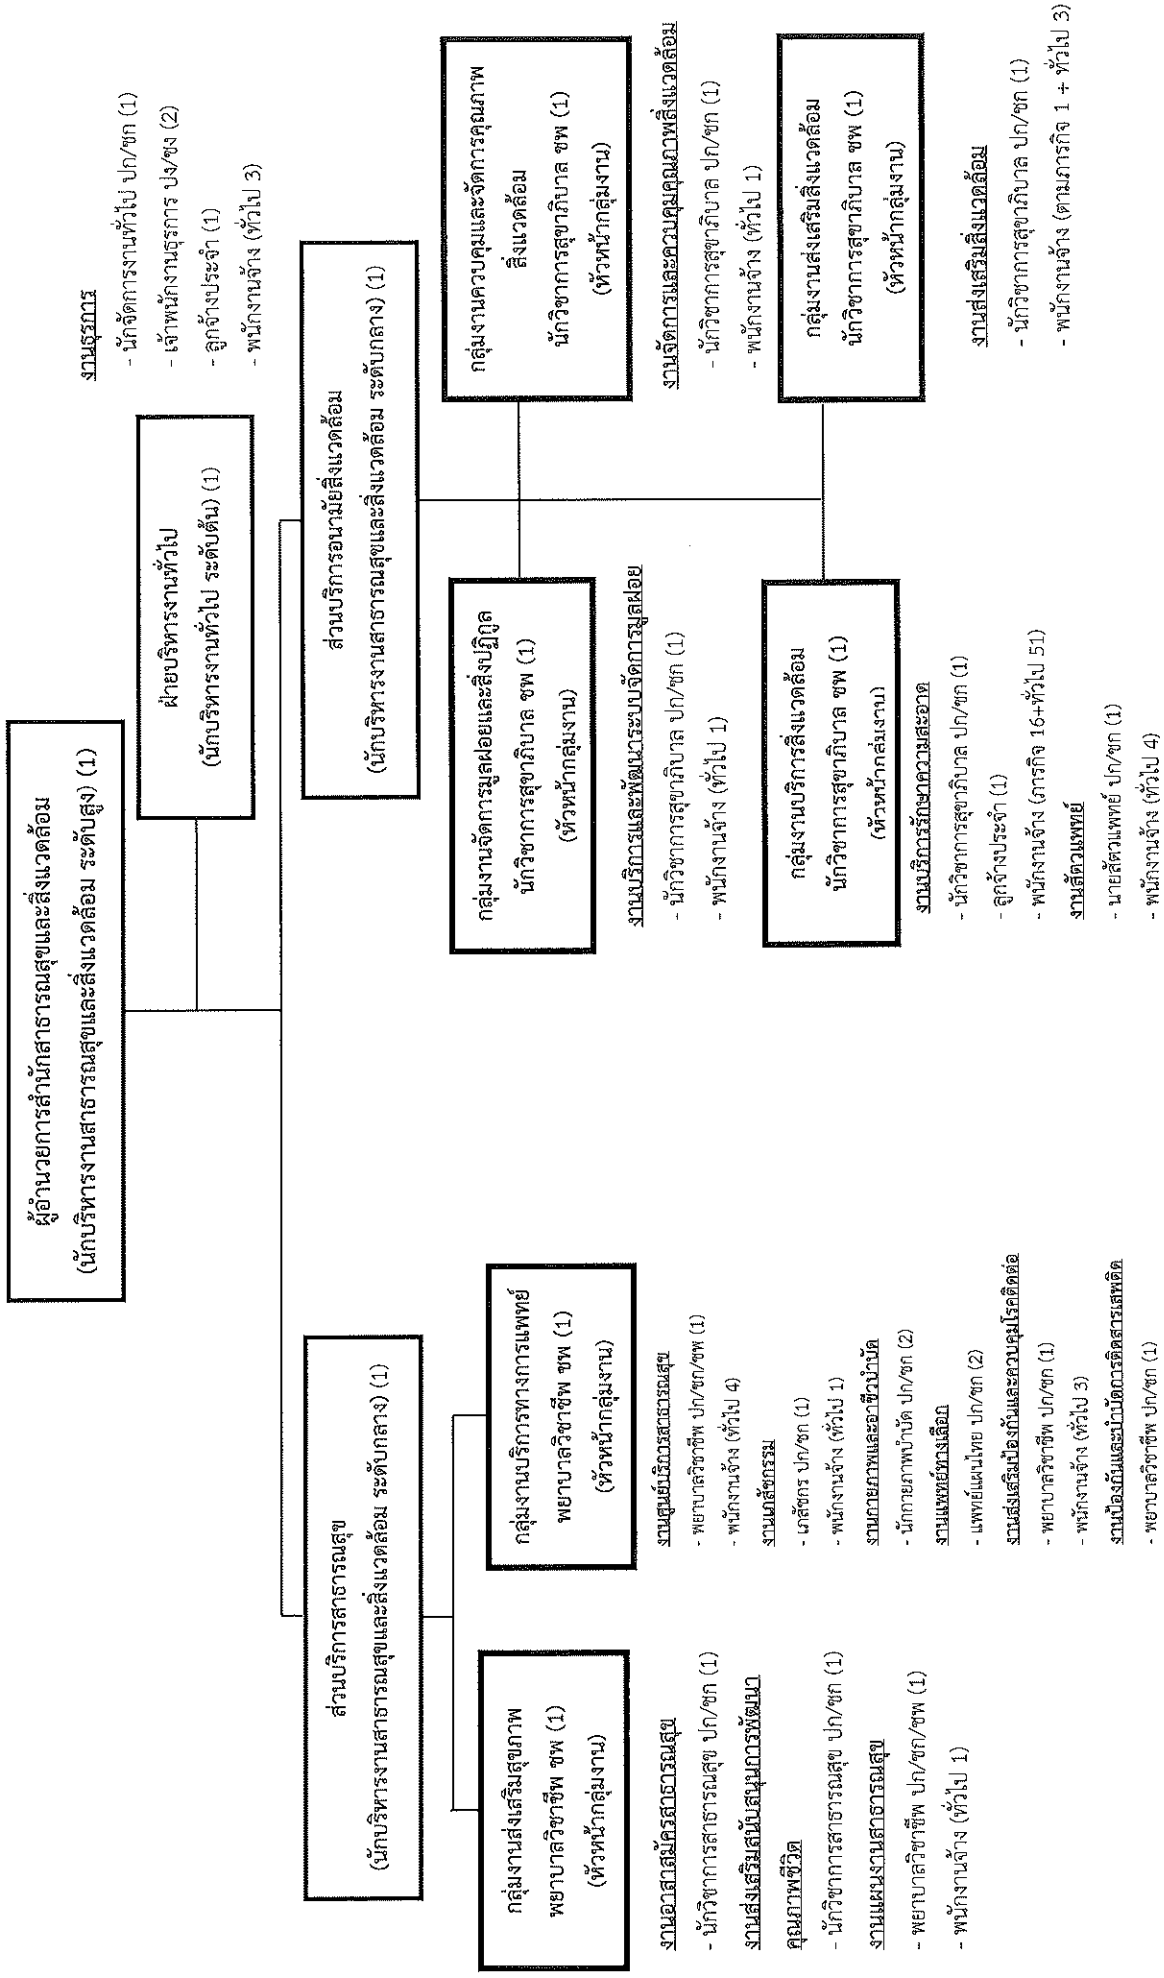 ผู้อำนวยการสำนักสาธารณสุขและสิ่งแวดล้อม
(นักบริหารงานสาธารณสุขและสิ่งแวดล้อม ระดับสูง) (1)
ฝ่ายบริหารงานทั่วไป
(นักบริหารงานทั่วไป ระดับต้น) (1)
งานธุรการ
- นักจัดการงานทั่วไป ปก/ชก (1)
- เจ้าพนักงานธุรการ ปง/ชง (2)
- ลูกจ้างประจำ (1)
- พนักงานจ้าง (ทั่วไป 3)
ส่วนบริการสาธารณสุข
(นักบริหารงานสาธารณสุขและสิ่งแวดล้อม ระดับกลาง) (1)
กลุ่มงานส่งเสริมสุขภาพ
พยาบาลวิชาชีพ ชพ (1)
(หัวหน้ากลุ่มงาน)
งานอาสาสมัครสาธารณสุข
- นักวิชาการสาธารณสุข ปก/ชก (1)
งานส่งเสริมสนับสนุนการพัฒนา
คุณภาพชีวิต
- นักวิชาการสาธารณสุข ปก/ชก (1)
งานแผนงานสาธารณสุข
- พยาบาลวิชาชีพ ปก/ชก/ชพ (1)
- พนักงานจ้าง (ทั่วไป 1)
กลุ่มงานบริการทางการแพทย์
พยาบาลวิชาชีพ ชพ (1)
(หัวหน้ากลุ่มงาน)
งานศูนย์บริการสาธารณสุข
- พยาบาลวิชาชีพ ปก/ชก/ชพ (1)
- พนักงานจ้าง (ทั่วไป 4)
งานเภสัชกรรม
- เภสัชกร ปก/ชก (1)
- พนักงานจ้าง (ทั่วไป 1)
งานกายภาพและอาชีวบำบัด
- นักกายภาพบำบัด ปก/ชก (2)
งานแพทย์ทางเลือก
- แพทย์แผนไทย ปก/ชก (2)
งานส่งเสริมป้องกันและควบคุมโรคติดต่อ
- พยาบาลวิชาชีพ ปก/ชก (1)
- พนักงานจ้าง (ทั่วไป 3)
งานป้องกันและบำบัดการติดสารเสพติด
- พยาบาลวิชาชีพ ปก/ชก (1)
ส่วนบริการอนามัยสิ่งแวดล้อม
(นักบริหารงานสาธารณสุขและสิ่งแวดล้อม ระดับกลาง) (1)
กลุ่มงานจัดการมูลฝอยและสิ่งปฏิกูล
นักวิชาการสุขาภิบาล ชพ (1)
(หัวหน้ากลุ่มงาน)
งานบริการและพัฒนาระบบจัดการมูลฝอย
- นักวิชาการสุขาภิบาล ปก/ชก (1)
- พนักงานจ้าง (ทั่วไป 1)
กลุ่มงานควบคุมและจัดการคุณภาพ
สิ่งแวดล้อม
นักวิชาการสุขาภิบาล ชพ (1)
(หัวหน้ากลุ่มงาน)
งานจัดการและควบคุมคุณภาพสิ่งแวดล้อม
- นักวิชาการสุขาภิบาล ปก/ชก (1)
- พนักงานจ้าง (ทั่วไป 1)
กลุ่มงานบริการสิ่งแวดล้อม
นักวิชาการสุขาภิบาล ชพ (1)
(หัวหน้ากลุ่มงาน)
งานบริการรักษาความสะอาด
- นักวิชาการสุขาภิบาล ปก/ชก (1)
- ลูกจ้างประจำ (1)
- พนักงานจ้าง (ภารกิจ 16+ทั่วไป 51)
งานสัตวแพทย์
- นายสัตวแพทย์ ปก/ชก (1)
- พนักงานจ้าง (ทั่วไป 4)
กลุ่มงานส่งเสริมสิ่งแวดล้อม
นักวิชาการสุขาภิบาล ชพ (1)
(หัวหน้ากลุ่มงาน)
งานส่งเสริมสิ่งแวดล้อม
- นักวิชาการสุขาภิบาล ปก/ชก (1)
- พนักงานจ้าง (ตามภารกิจ 1 + ทั่วไป 3)